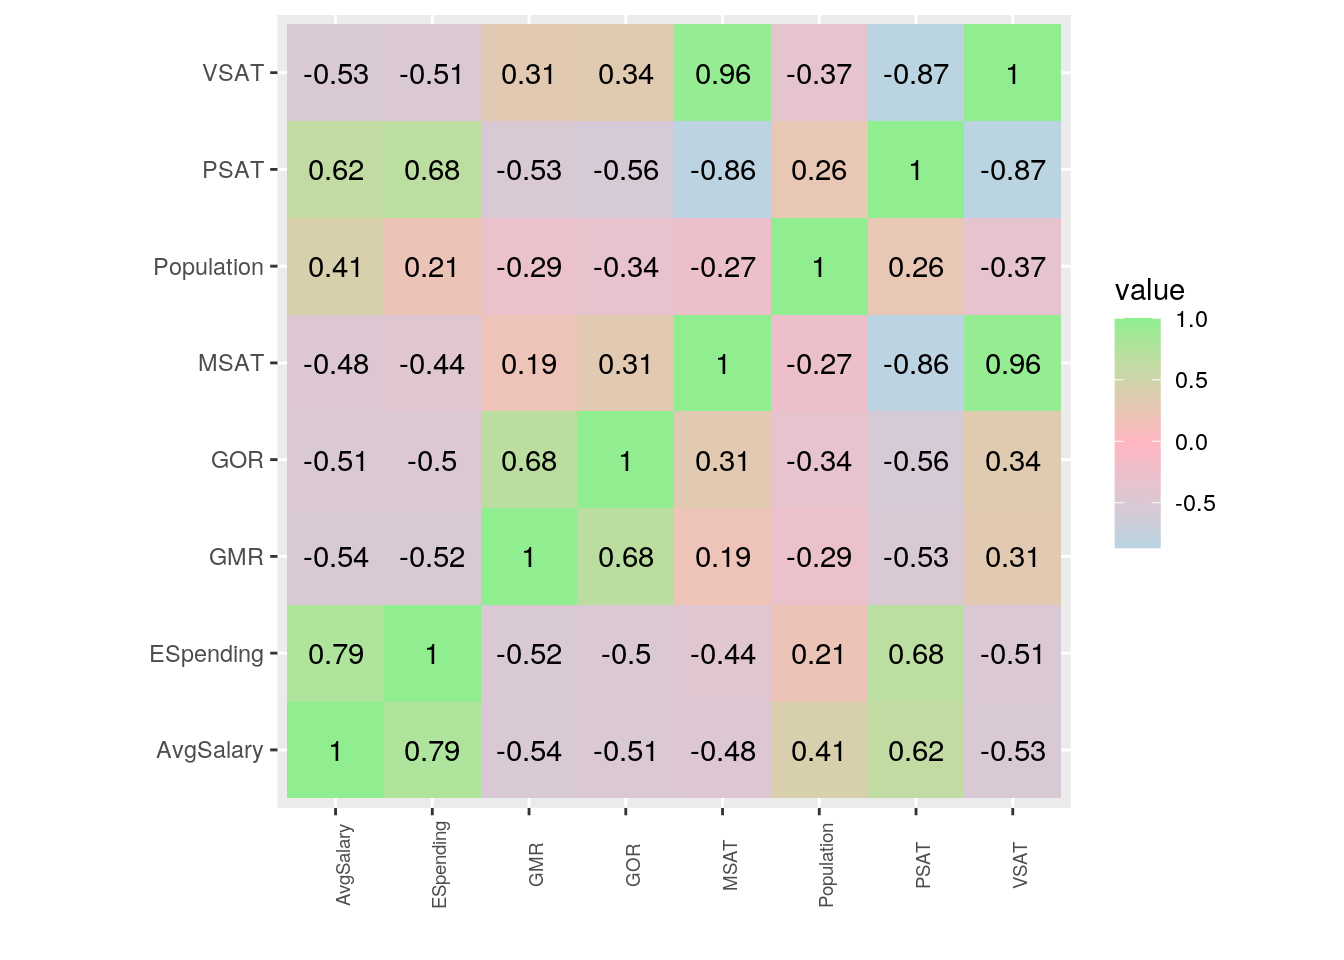 VSAT -0.53 -0.51 0.31 0.34 0.96 -0.37 -0.87 1
PSAT 0.62 0.68 -0.53 -0.56 -0.86 0.26 1 -0.87
Population 0.41 0.21 -0.29 -0.34 -0.27 1 0.26 -0.37
MSAT -0.48 -0.44 0.19 0.31 1 -0.27 -0.86 0.96
GOR -0.51 -0.5 0.68 1 0.31 -0.34 -0.56 0.34
GMR -0.54 -0.52 1 0.68 0.19 -0.29 -0.53 0.31
ESpending 0.79 1 -0.52 -0.5 -0.44 0.21 0.68 -0.51
AvgSalary 1 0.79 -0.54 -0.51 -0.48 0.41 0.62 -0.53
AvgSalary ESpending GMR GOR MSAT Population PSAT VSAT
value
1.0
0.5
0.0
-0.5